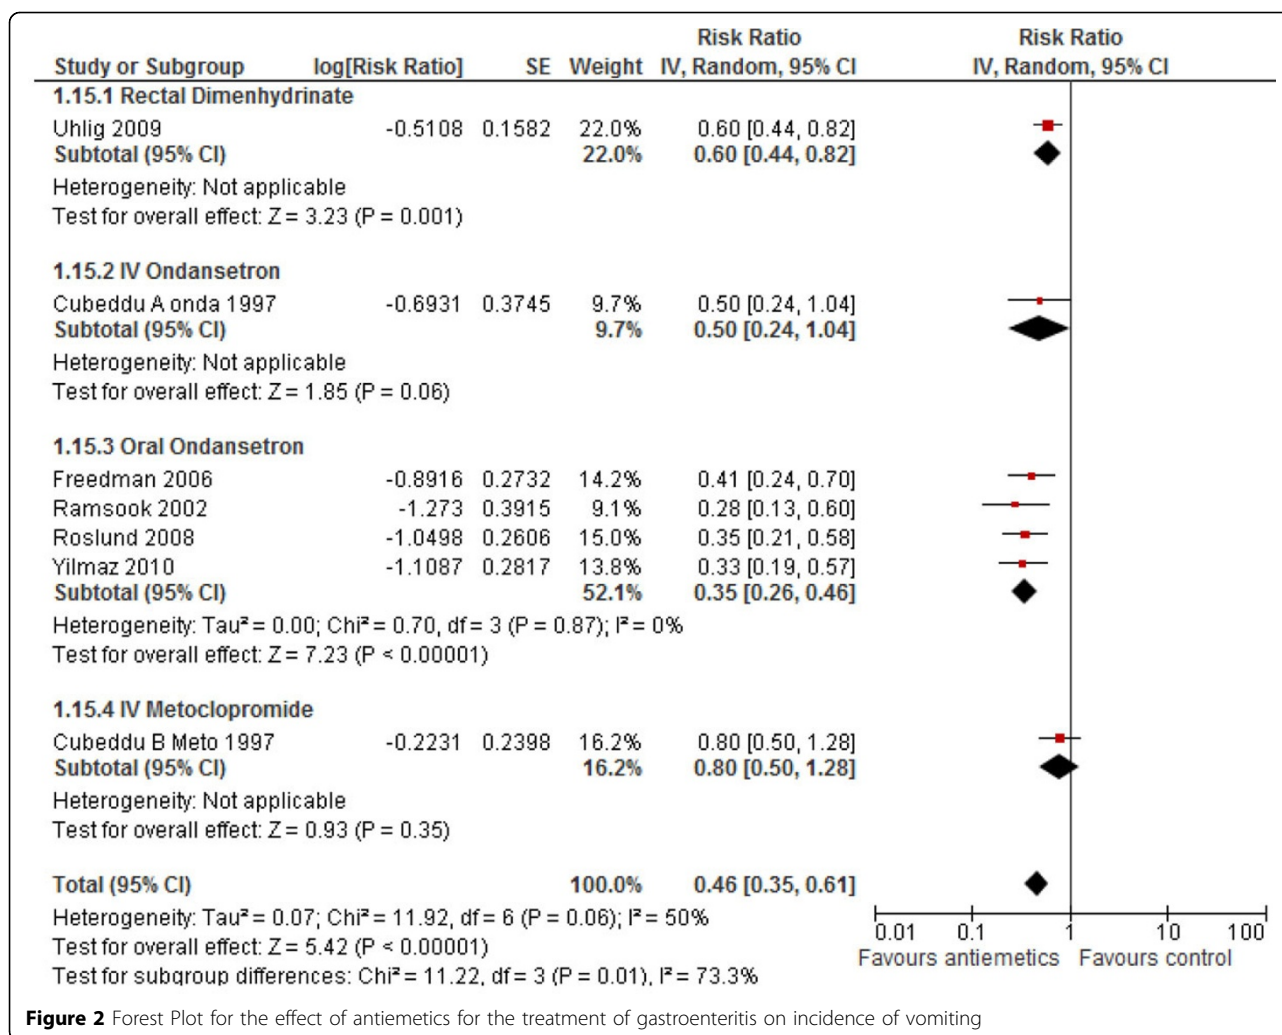 Risk Ratio Risk Ratio
Study or Subgroup log[Risk Ratio] SE Weight IV, Random, 95% CI IV, Random, 95% CI
1.15.1 Rectal Dimenhydrinate
Uhlig 2009 -0.5108 0.1582 22.0% 0.60 [0.44, 0.82]
Subtotal (95% CI) 22.0% 0.60 [0.44, 0.82]
Heterogeneity: Not applicable
Test for overall effect: Z = 3.23 (P = 0.001)
1.15.2 IV Ondansetron
Cubeddu A onda 1997 -0.6931 0.3745 9.7% 0.50 [0.24, 1.04]
Subtotal (95% CI) 9.7% 0.50 [0.24, 1.04]
Heterogeneity: Not applicable
Test for overall effect: Z = 1.85 (P = 0.06)
1.15.3 Oral Ondansetron
Freedman 2006 -0.8916 0.2732 14.2% 0.41 [0.24, 0.70]
Ramsook 2002 -1.273 0.3915 9.1% 0.28 [0.13, 0.60]
Roslund 2008 -1.0498 0.2606 15.0% 0.35 [0.21, 0.58]
Yilmaz 2010 -1.1087 0.2817 13.8% 0.33 [0.19, 0.57]
Subtotal (95% CI) 52.1% 0.35 [0.26, 0.46]
Heterogeneity: Tau² = 0.00; Chi² = 0.70, df = 3 (P = 0.87); I² = 0%
Test for overall effect: Z = 7.23 (P < 0.00001)
1.15.4 IV Metoclopromide
Cubeddu B Meto 1997 -0.2231 0.2398 16.2% 0.80 [0.50, 1.28]
Subtotal (95% CI) 16.2% 0.80 [0.50, 1.28]
Heterogeneity: Not applicable
Test for overall effect: Z = 0.93 (P = 0.35)
Total (95% CI) 100.0% 0.46 [0.35, 0.61]
Heterogeneity: Tau² = 0.07; Chi² = 11.92, df = 6 (P = 0.06); I² = 50%
Test for overall effect: Z = 5.42 (P < 0.00001)
Test for subgroup differences: Chi² = 11.22, df = 3 (P = 0.01), I² = 73.3%
0.01 0.1 1 10 100
Favours antiemetics Favours control
Figure 2 Forest Plot for the effect of antiemetics for the treatment of gastroenteritis on incidence of vomiting